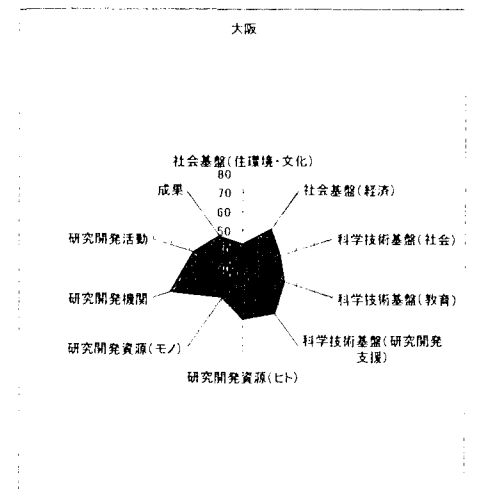 大阪
社会基盤(住環境・文化)
80
成果
社会基盤(経済)
70
60
50
研究開発活動
科学技術基盤(社会)
研究開発機関
科学技術基盤(教育)
研究開発資源(モノ)
科学技術基盤(研究開発
支援)
研究開発資源(ヒト)